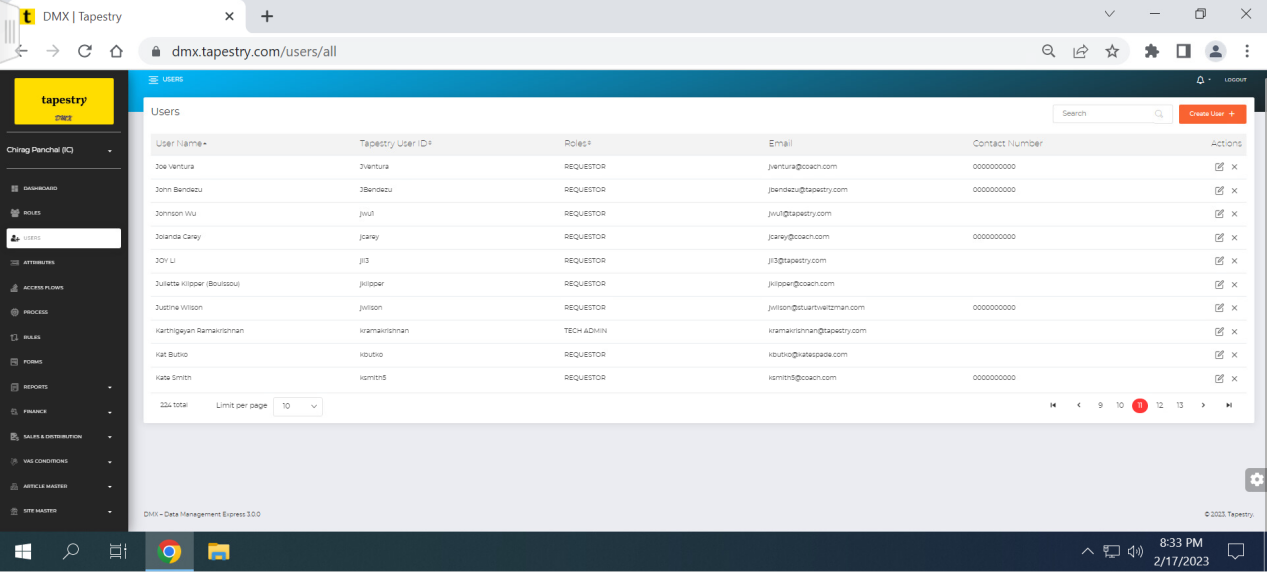 DMX | Tapestry
dmx.tapestry.com/users/all
tapestry
DMX
USERS
LOGOUT
Users
Search
Create User +
Chirag Panchal (IC)
DASHBOARD
ROLES
USERS
ATTRIBUTES
ACCESS FLOWS
PROCESS
RULES
FORMS
REPORTS
FINANCE
SALES & DISTRIBUTION
VAS CONDITIONS
ARTICLE MASTER
SITE MASTER
User Name Tapestry User ID Roles Email Contact Number Actions
Joe Ventura JVentura REQUESTOR jventura@coach.com 0000000000
John Bendezu JBendezu REQUESTOR jbendezu@tapestry.com 0000000000
Johnson Wu jwu1 REQUESTOR jwu1@tapestry.com
Jolanda Carey jcarey REQUESTOR jcarey@coach.com 0000000000
JOY LI jli3 REQUESTOR jli3@tapestry.com
Juliette Klipper (Bouissou) jklipper REQUESTOR jklipper@coach.com
Justine Wilson jwilson REQUESTOR jwilson@stuartweitzman.com 0000000000
Karthigeyan Ramakrishnan kramakrishnan TECH ADMIN kramakrishnan@tapestry.com
Kat Butko kbutko REQUESTOR kbutko@katespade.com
Kate Smith ksmith5 REQUESTOR ksmith5@coach.com 0000000000
224 total Limit per page 10 9 10 11 12 13
DMX - Data Management Express 3.0.0
© 2023, Tapestry.
8:33 PM
2/17/2023